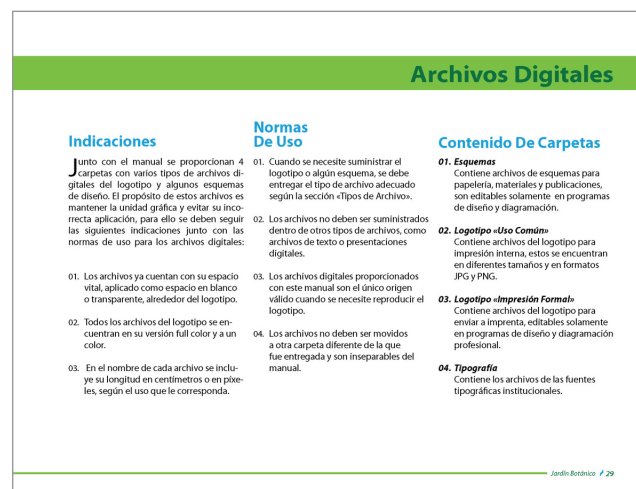 Archivos Digitales
Indicaciones
Junto con el manual se proporcionan 4
carpetas con varios tipos de archivos di-
gitales del logotipo y algunos esquemas
de diseño. El propósito de estos archivos es
mantener la unidad gráfica y evitar su inco-
rrecta aplicación, para ello se deben seguir
las siguientes indicaciones junto con las
normas de uso para los archivos digitales:
01. Los archivos ya cuentan con su espacio
vital, aplicado como espacio en blanco
o transparente, alrededor del logotipo.
02. Todos los archivos del logotipo se en-
cuentran en su versión full color y a un
color.
03. En el nombre de cada archivo se inclu-
ye su longitud en centímetros o en pixe-
les, según el uso que le corresponda.
Normas
De Uso
01. Cuando se necesite suministrar el
logotipo o algún esquema, se debe
entregar el tipo de archivo adecuado
según la sección «Tipos de Archivo».
02. Los archivos no deben ser suministrados
dentro de otros tipos de archivos, como
archivos de texto o presentaciones
digitales.
03. Los archivos digitales proporcionados
con este manual son el único origen
válido cuando se necesite reproducir el
logotipo.
04. Los archivos no deben ser movidos
a otra carpeta diferente de la que
fue entregada y son inseparables del
manual.
Contenido De Carpetas
01. Esquemas
Contiene archivos de esquemas para
papelería, materiales y publicaciones,
son editables solamente en programas
de diseño y diagramación.
02. Logotipo «Uso Común»
Contiene archivos del logotipo para
impresión interna, estos se encuentran
en diferentes tamaños y en formatos
JPG y PNG.
03. Logotipo «Impresión Formal»
Contiene archivos del logotipo para
enviar a imprenta, editables solamente
en programas de diseño y diagramación
profesional.
04. Tipografía
Contiene los archivos de las fuentes
tipográficas institucionales.
Jardín Botánico 29